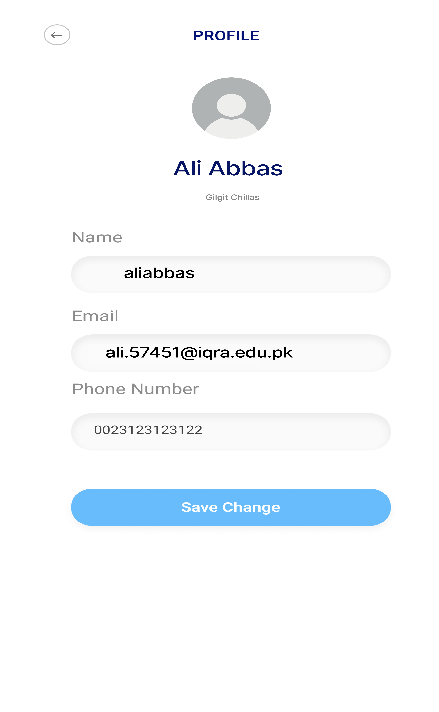 PROFILE
Ali Abbas
Gilgit Chillas
Name
aliabbas
Email
ali.57451@iqra.edu.pk
Phone Number
0023123123122
Save Change